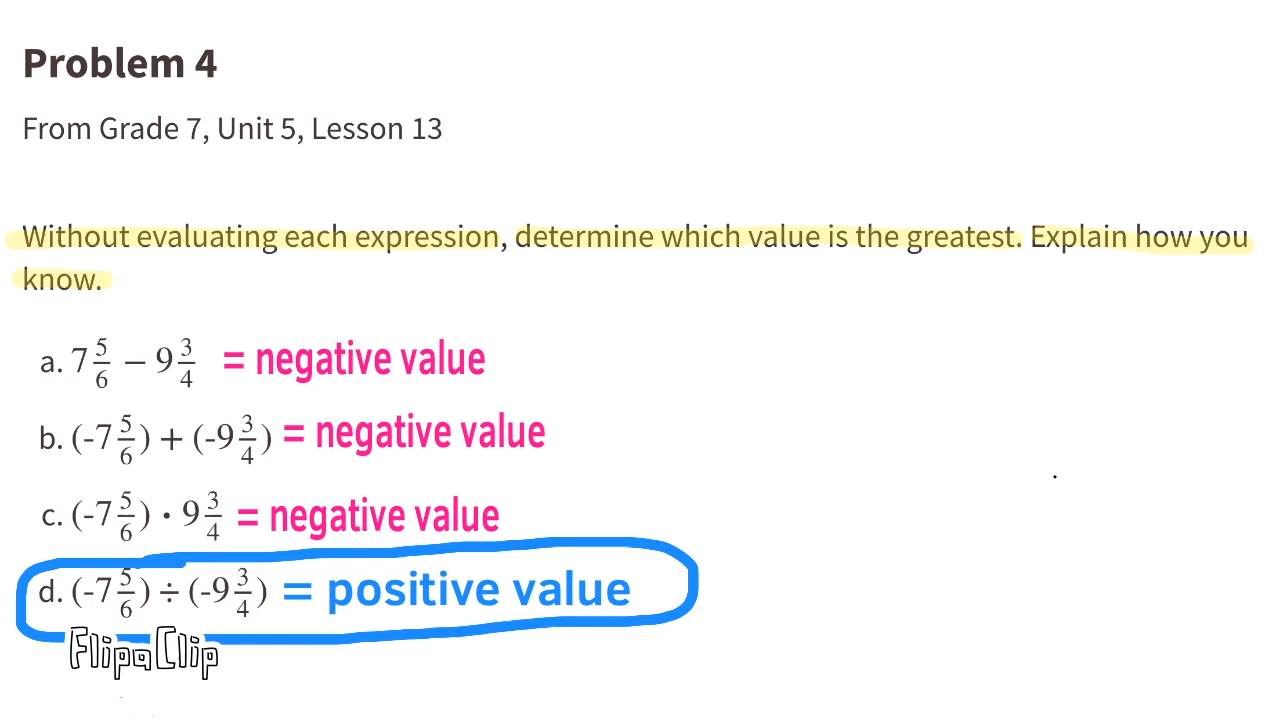 Problem 4
From Grade 7, Unit 5, Lesson 13
Without evaluating each expression, determine which value is the greatest. Explain how you
know.
a. 7 5/6 − 9 3/4 = negative value
b. (-7 5/6) + (-9 3/4) = negative value
c. (-7 5/6) · 9 3/4 = negative value
d. (-7 5/6) ÷ (-9 3/4) = positive value
FlipaClip